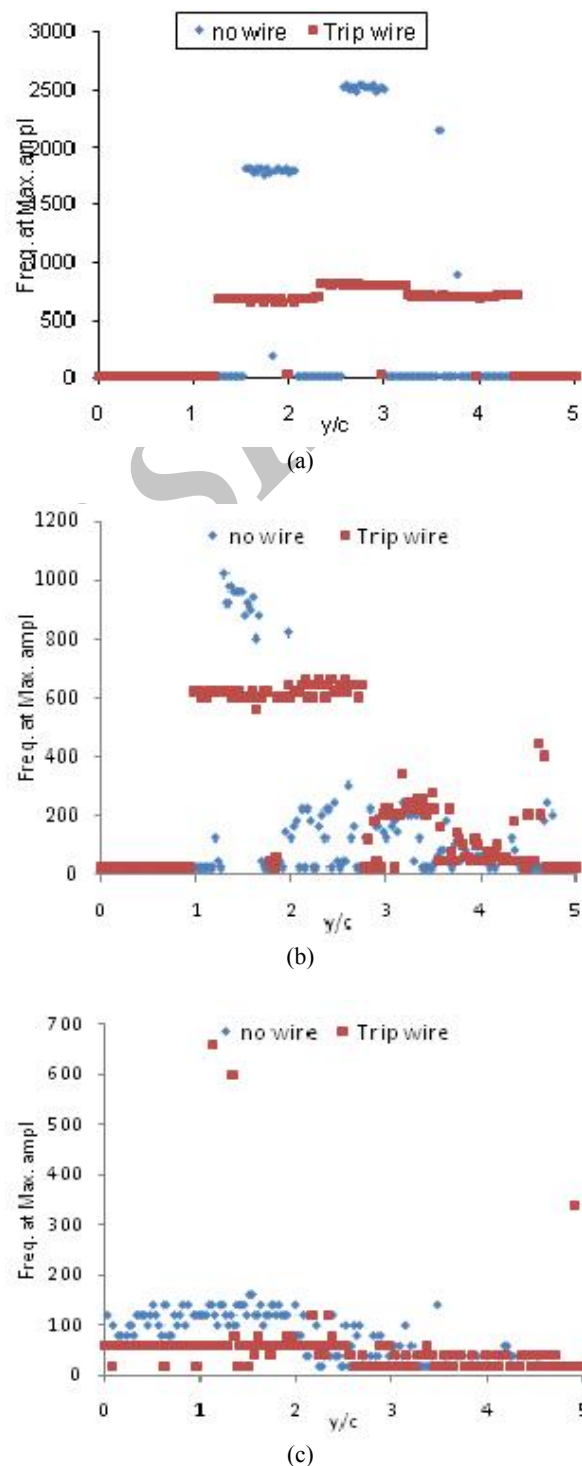 no wire Trip wire
3000
2500
2000
1500
1000
500
0
Freq. at Max. ampl
0 1 2 3 4 5
y/c
(a)
no wire Trip wire
1200
1000
800
600
400
200
0
Freq. at Max. ampl
0 1 2 3 4 5
y/c
(b)
no wire Trip wire
700
600
500
400
300
200
100
0
Freq. at Max. ampl
0 1 2 3 4 5
y/c
(c)